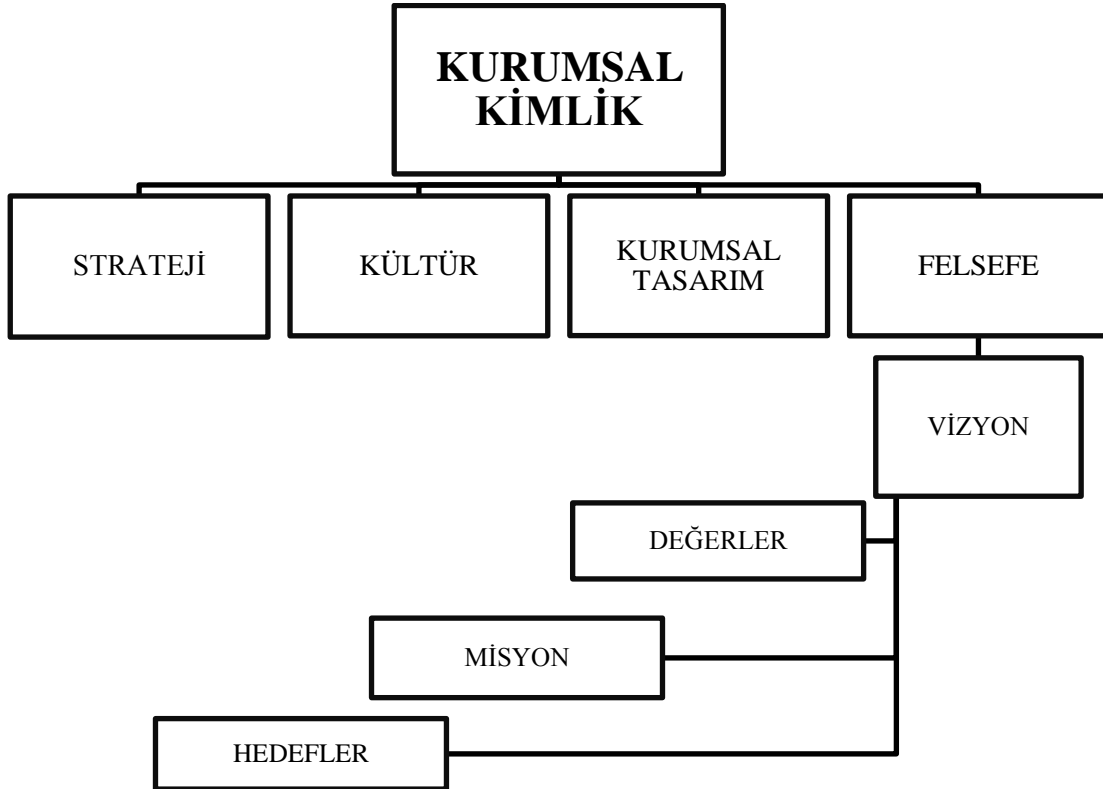 KURUMSAL
KİMLİK
STRATEJİ
KÜLTÜR
KURUMSAL
TASARIM
FELSEFE
VİZYON
DEĞERLER
MİSYON
HEDEFLER